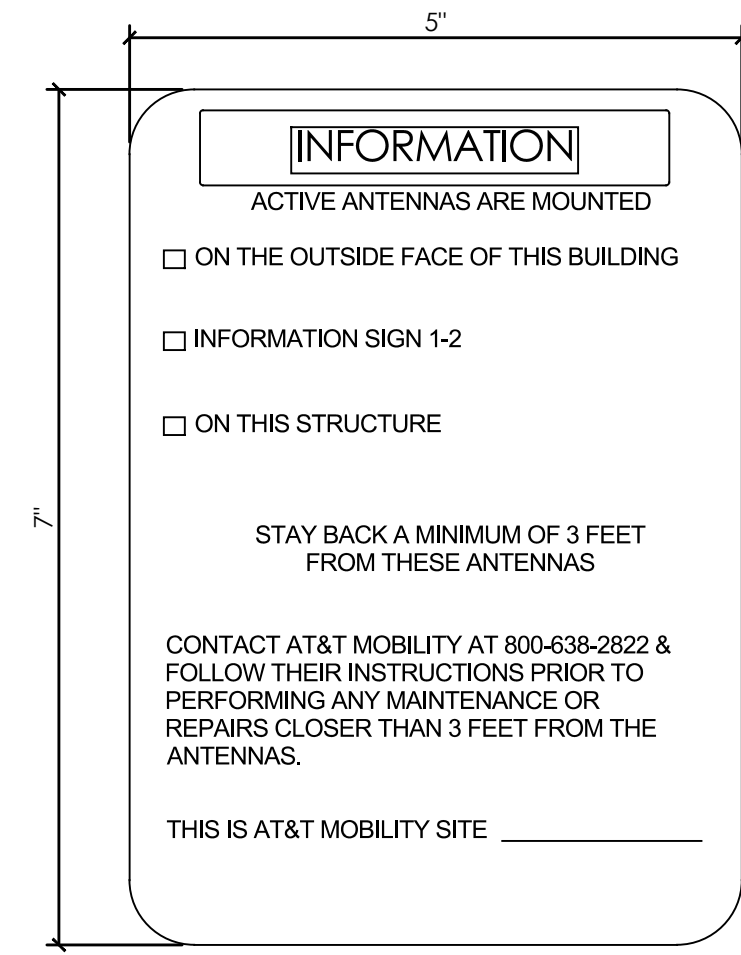 5"
7"
INFORMATION
ACTIVE ANTENNAS ARE MOUNTED
ON THE OUTSIDE FACE OF THIS BUILDING
INFORMATION SIGN 1-2
ON THIS STRUCTURE
STAY BACK A MINIMUM OF 3 FEET
FROM THESE ANTENNAS
CONTACT AT&T MOBILITY AT 800-638-2822 &
FOLLOW THEIR INSTRUCTIONS PRIOR TO
PERFORMING ANY MAINTENANCE OR
REPAIRS CLOSER THAN 3 FEET FROM THE
ANTENNAS.
THIS IS AT&T MOBILITY SITE